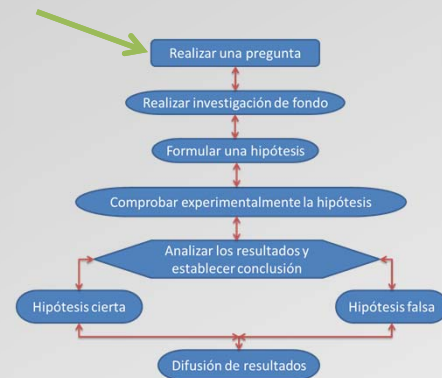 Realizar una pregunta
Realizar investigación de fondo
Formular una hipótesis
Comprobar experimentalmente la hipótesis
Analizar los resultados y
establecer conclusión
Hipótesis cierta
Hipótesis falsa
Difusión de resultados